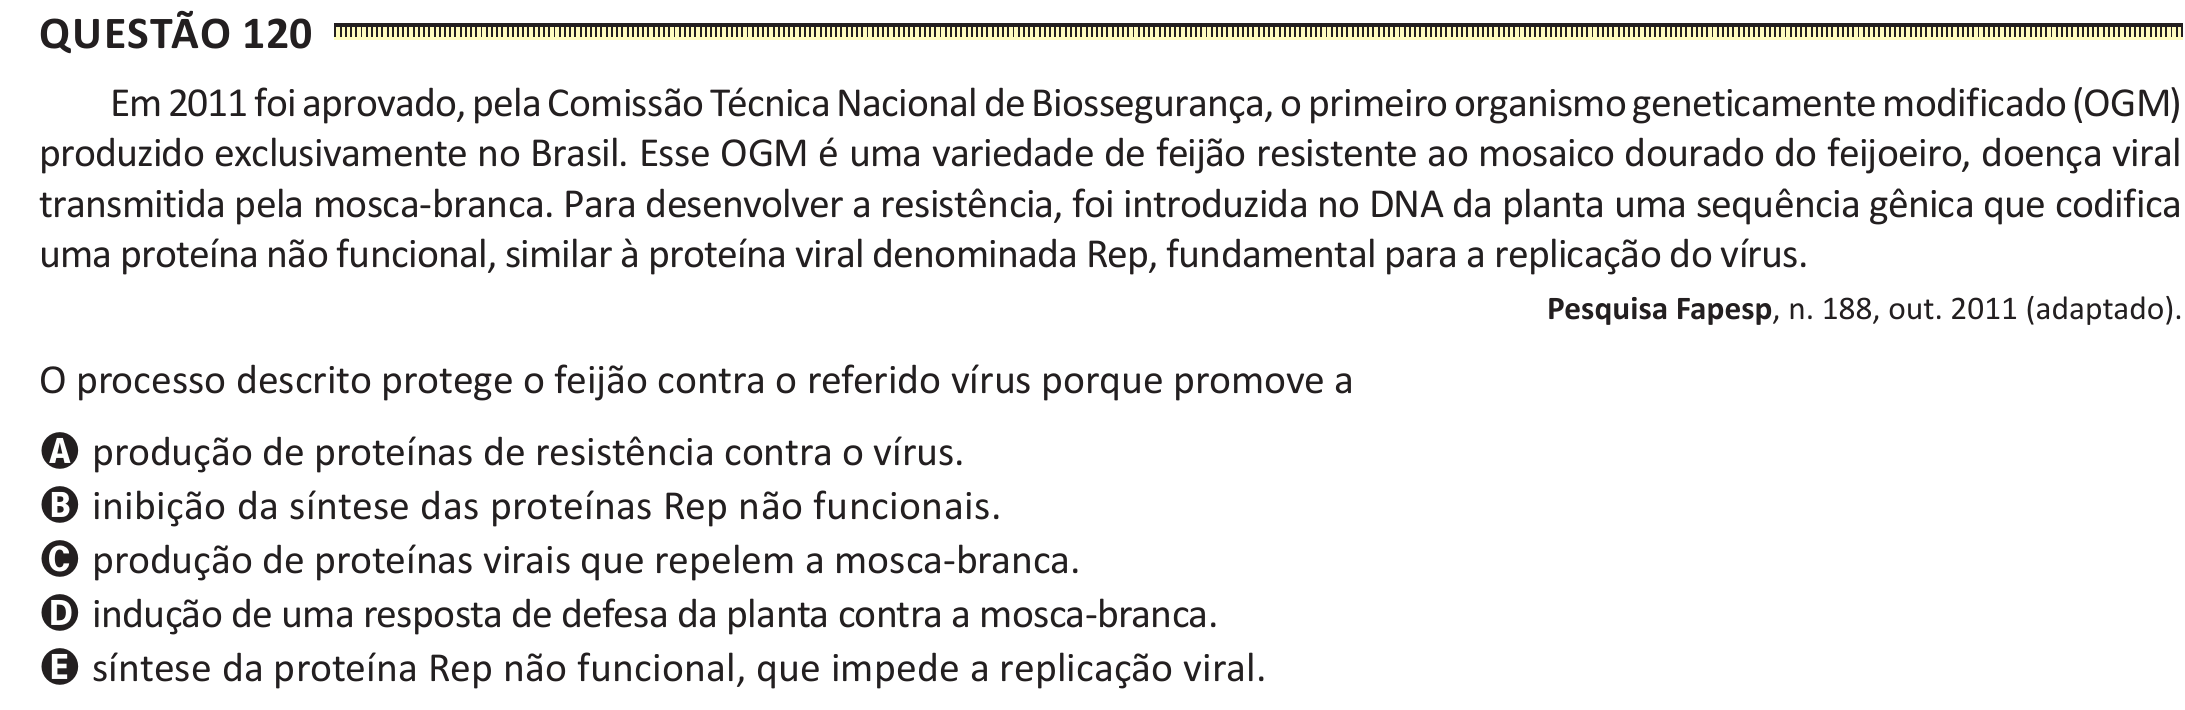 QUESTÃO 120
Em 2011 foi aprovado, pela Comissão Técnica Nacional de Biossegurança, o primeiro organismo geneticamente modificado (OGM)
produzido exclusivamente no Brasil. Esse OGM é uma variedade de feijão resistente ao mosaico dourado do feijoeiro, doença viral
transmitida pela mosca-branca. Para desenvolver a resistência, foi introduzida no DNA da planta uma sequência gênica que codifica
uma proteína não funcional, similar à proteína viral denominada Rep, fundamental para a replicação do vírus.
Pesquisa Fapesp, n. 188, out. 2011 (adaptado).
O processo descrito protege o feijão contra o referido vírus porque promove a
A produção de proteínas de resistência contra o vírus.
B inibição da síntese das proteínas Rep não funcionais.
C produção de proteínas virais que repelem a mosca-branca.
D indução de uma resposta de defesa da planta contra a mosca-branca.
E síntese da proteína Rep não funcional, que impede a replicação viral.